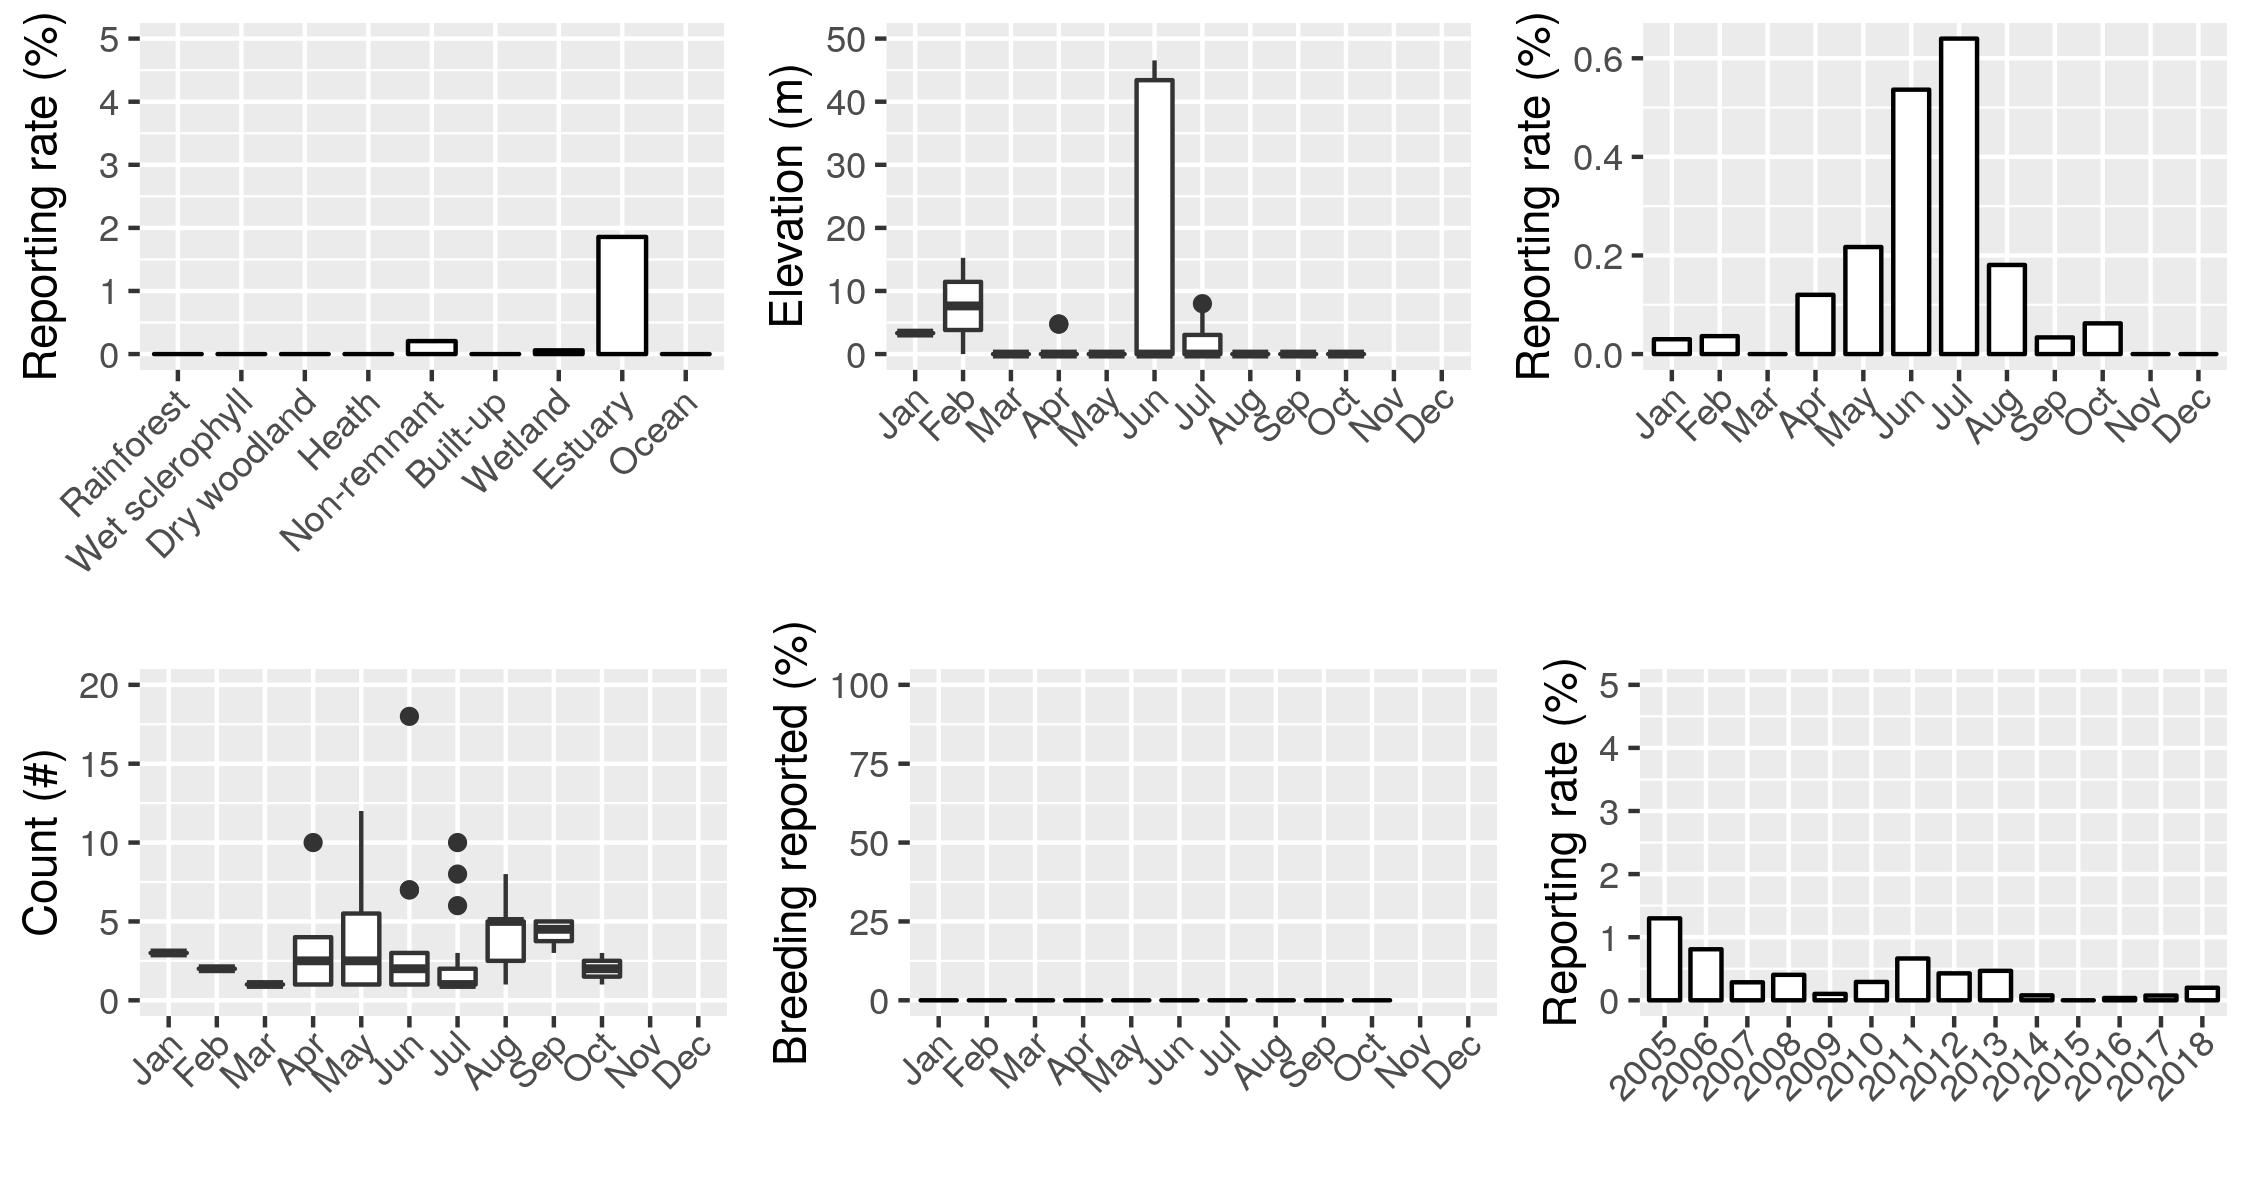 Reporting rate (%)
5
4
3
2
1
0
Rainforest
Wet sclerophyll
Dry woodland
Heath
Non-remnant
Built-up
Wetland
Estuary
Ocean
Elevation (m)
50
40
30
20
10
0
Jan
Feb
Mar
Apr
May
Jun
Jul
Aug
Sep
Oct
Nov
Dec
Reporting rate (%)
0.6
0.4
0.2
0.0
Jan
Feb
Mar
Apr
May
Jun
Jul
Aug
Sep
Oct
Nov
Dec
Count (#)
20
15
10
5
0
Jan
Feb
Mar
Apr
May
Jun
Jul
Aug
Sep
Oct
Nov
Dec
Breeding reported (%)
100
75
50
25
0
Jan
Feb
Mar
Apr
May
Jun
Jul
Aug
Sep
Oct
Nov
Dec
Reporting rate (%)
5
4
3
2
1
0
2005
2006
2007
2008
2009
2010
2011
2012
2013
2014
2015
2016
2017
2018